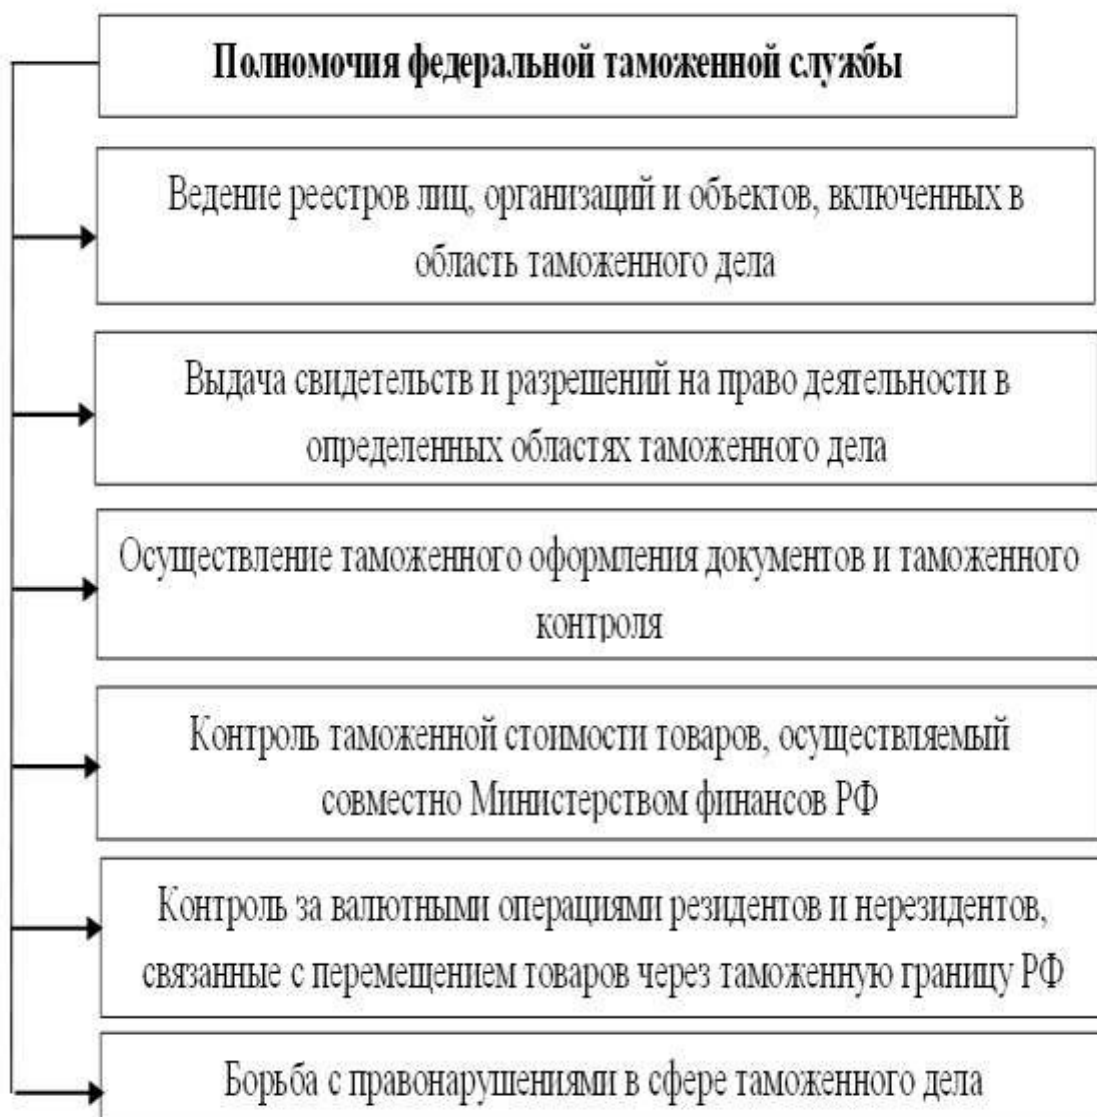 Полномочия федеральной таможенной службы
Ведение реестров лиц, организаций и объектов, включенных в
область таможенного дела
Выдача свидетельств и разрешений на право деятельности в
определенных областях таможенного дела
Осуществление таможенного оформления документов и таможенного
контроля
Контроль таможенной стоимости товаров, осуществляемый
совместно Министерством финансов РФ
Контроль за валютными операциями резидентов и нерезидентов,
связанные с перемещением товаров через таможенную границу РФ
Борьба с правонарушениями в сфере таможенного дела